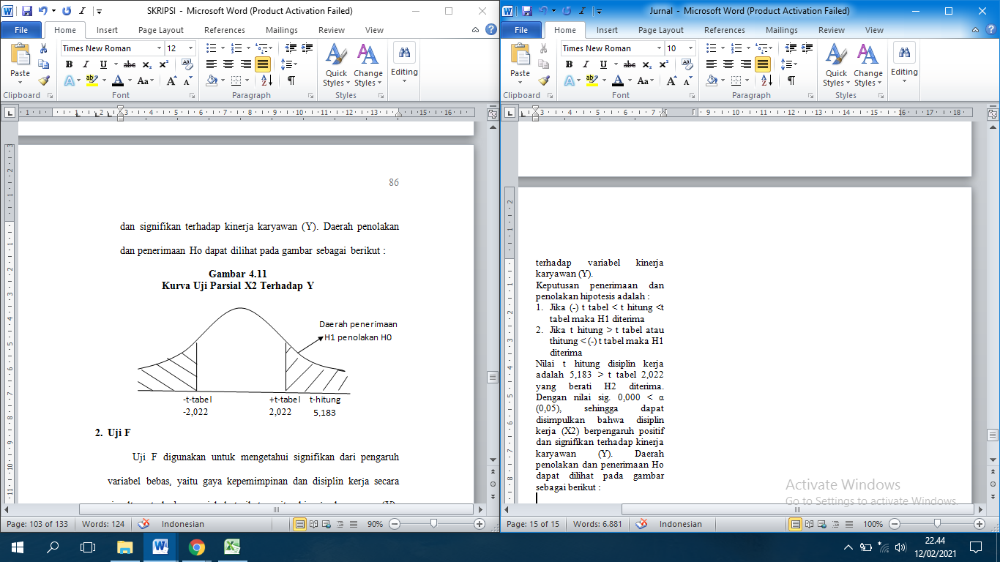 SKRIPSI - Microsoft Word (Product Activation Failed)
File Home Insert Page Layout References Mailings Review View
Times New Roman 12
Paste
Quick Styles
Change Styles
Editing
Clipboard Font Paragraph Styles
86
dan signifikan terhadap kinerja karyawan (Y). Daerah penolakan
dan penerimaan Ho dapat dilihat pada gambar sebagai berikut :
Gambar 4.11
Kurva Uji Parsial X2 Terhadap Y
Daerah penerimaan
H1 penolakan H0
-t-tabel +t-tabel t-hitung
-2,022 2,022 5,183
2. Uji F
Uji F digunakan untuk mengetahui signifikan dari pengaruh
variabel bebas, yaitu gaya kepemimpinan dan disiplin kerja secara
Page: 103 of 133 Words: 124 Indonesian 90%
Jurnal - Microsoft Word (Product Activation Failed)
File Home Insert Page Layout References Mailings Review View
Times New Roman 10
Paste
Quick Styles
Change Styles
Editing
Clipboard Font Paragraph Styles
terhadap variabel kinerja
karyawan (Y).
Keputusan penerimaan dan
penolakan hipotesis adalah :
1. Jika (-) t tabel < t hitung <t
tabel maka H1 diterima
2. Jika t hitung > t tabel atau
thitung < (-) t tabel maka H1
diterima
Nilai t hitung disiplin kerja
adalah 5,183 > t tabel 2,022
yang berati H2 diterima.
Dengan nilai sig. 0,000 < α
(0,05), sehingga dapat
disimpulkan bahwa disiplin
kerja (X2) berpengaruh positif
dan signifikan terhadap kinerja
karyawan (Y). Daerah
penolakan dan penerimaan Ho
dapat dilihat pada gambar
sebagai berikut :
Activate Windows
Go to Settings to activate Windows.
Page: 15 of 15 Words: 6.881 Indonesian 100%
22.44
12/02/2021